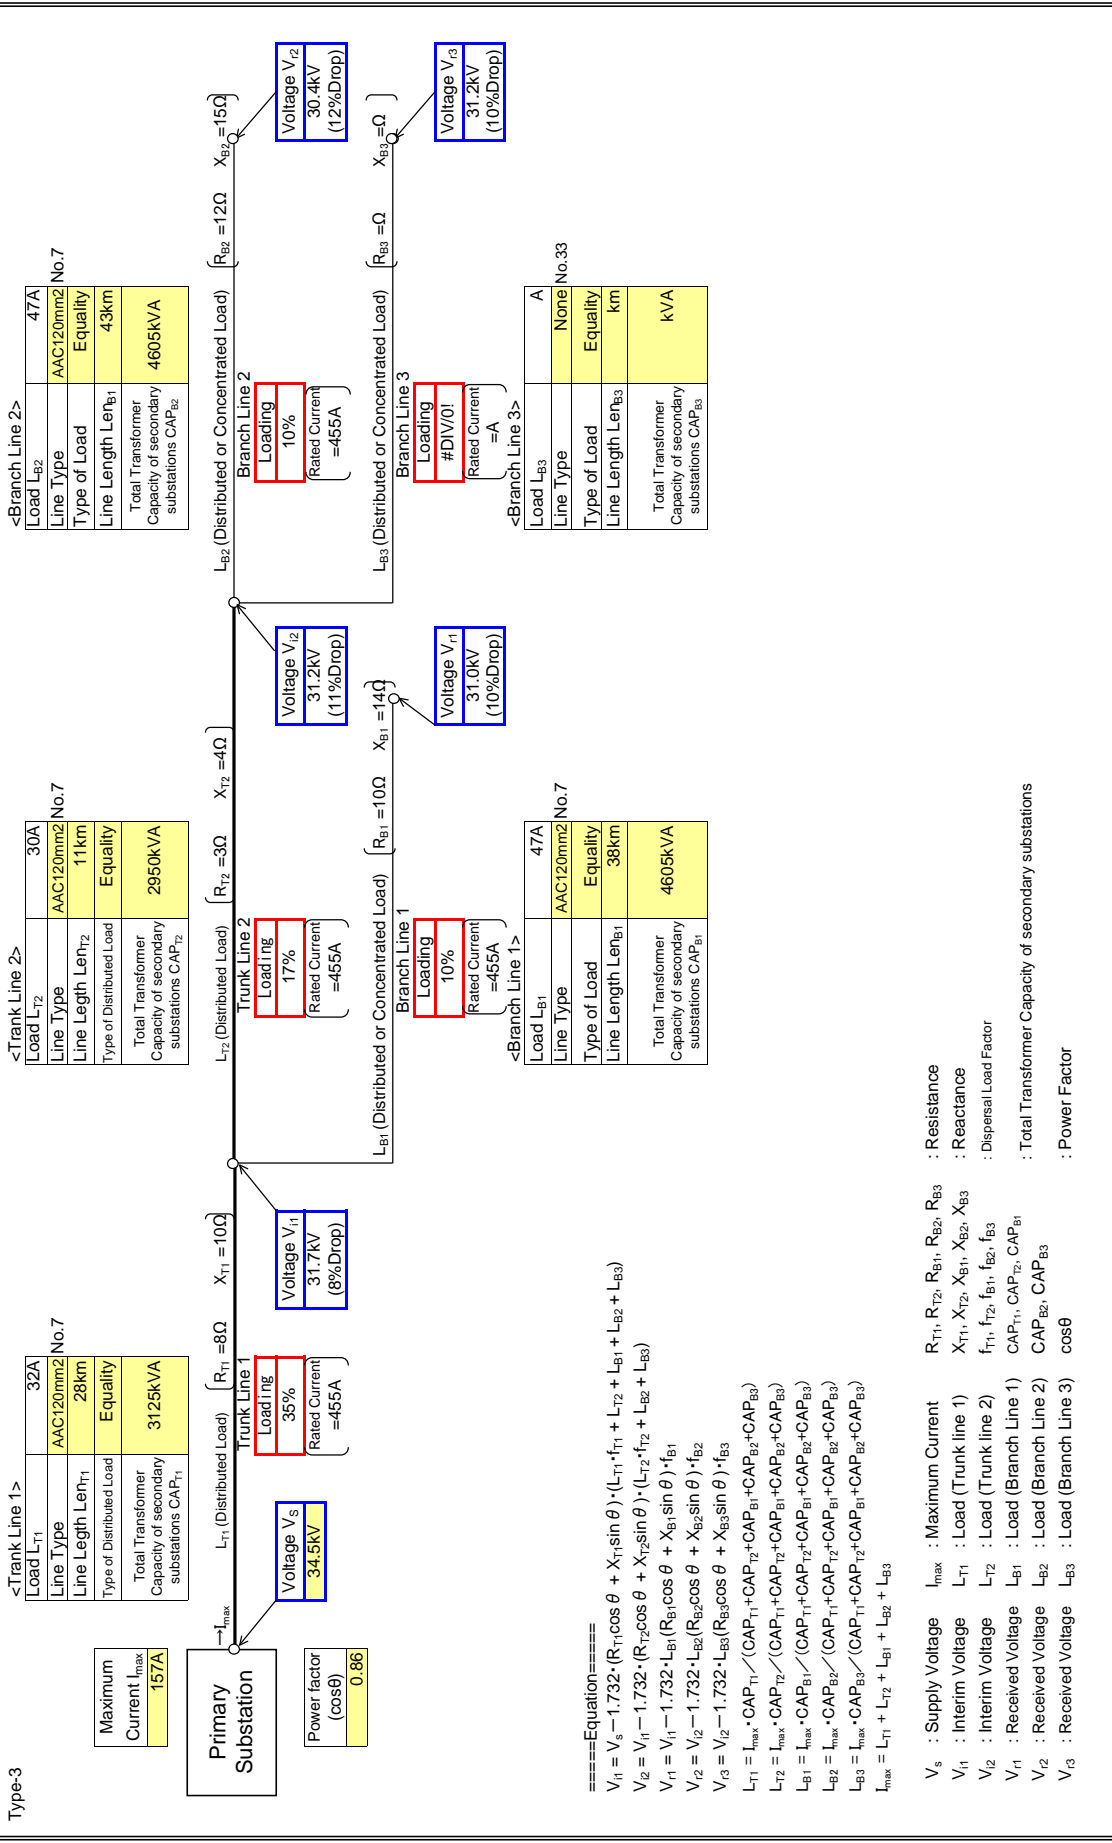 Type-3
Maximum
Current Imax
157A
Primary
Substation
Power factor
(cosθ)
0.86
→Imax
Voltage VS
34.5kV
<Trank Line 1>
Load LT1 32A
Line Type AAC120mm2 No.7
Line Legth LenT1 28km
Type of Distributed Load Equality
Total Transformer
Capacity of secondary
substations CAPT1
3125kVA
LT1 (Distributed Load) RT1 =8Ω XT1 =10Ω
Trunk Line 1
Loading
35%
Rated Current
=455A
Voltage Vi1
31.7kV
(8%Drop)
<Trank Line 2>
Load LT2 30A
Line Type AAC120mm2 No.7
Line Legth LenT2 11km
Type of Distributed Load Equality
Total Transformer
Capacity of secondary
substations CAPT2
2950kVA
LT2 (Distributed Load) RT2 =3Ω XT2 =4Ω
Trunk Line 2
Loading
17%
Rated Current
=455A
Voltage Vi2
31.2kV
(11%Drop)
LB1 (Distributed or Concentrated Load) RB1 =10Ω XB1 =14Ω
Branch Line 1
Loading
10%
Rated Current
=455A
Voltage Vr1
31.0kV
(10%Drop)
<Branch Line 1>
Load LB1 47A
Line Type AAC120mm2 No.7
Type of Load Equality
Line Length LenB1 38km
Total Transformer
Capacity of secondary
substations CAPB1
4605kVA
<Branch Line 2>
Load LB2 47A
Line Type AAC120mm2 No.7
Type of Load Equality
Line Length LenB1 43km
Total Transformer
Capacity of secondary
substations CAPB2
4605kVA
LB2 (Distributed or Concentrated Load) RB2 =12Ω XB2 =15Ω
Branch Line 2
Loading
10%
Rated Current
=455A
Voltage Vr2
30.4kV
(12%Drop)
LB3 (Distributed or Concentrated Load) RB3 =Ω XB3 =Ω
Branch Line 3
Loading
#DIV/0!
Rated Current
=A
Voltage Vr3
31.2kV
(10%Drop)
<Branch Line 3>
Load LB3 A
Line Type None No.33
Type of Load Equality
Line Length LenB3 km
Total Transformer
Capacity of secondary
substations CAPB3
kVA
=====Equation=====
Vi1 = Vs－1.732・(RT1cos θ + XT1sin θ)・(LT1・fT1 + LT2 + LB1 + LB2 + LB3)
Vi2 = Vi1－1.732・(RT2cos θ + XT2sin θ)・(LT2・fT2 + LB2 + LB3)
Vr1 = Vi1－1.732・LB1(RB1cos θ + XB1sin θ)・fB1
Vr2 = Vi2－1.732・LB2(RB2cos θ + XB2sin θ)・fB2
Vr3 = Vi2－1.732・LB3(RB3cos θ + XB3sin θ)・fB3
LT1 = Imax・CAPT1／(CAPT1+CAPT2+CAPB1+CAPB2+CAPB3)
LT2 = Imax・CAPT2／(CAPT1+CAPT2+CAPB1+CAPB2+CAPB3)
LB1 = Imax・CAPB1／(CAPT1+CAPT2+CAPB1+CAPB2+CAPB3)
LB2 = Imax・CAPB2／(CAPT1+CAPT2+CAPB1+CAPB2+CAPB3)
LB3 = Imax・CAPB3／(CAPT1+CAPT2+CAPB1+CAPB2+CAPB3)
Imax = LT1 + LT2 + LB1 + LB2 + LB3
Vs : Supply Voltage Imax : Maximum Current RT1, RT2, RB1, RB2, RB3 : Resistance
Vi1 : Interim Voltage LT1 : Load (Trunk line 1) XT1, XT2, XB1, XB2, XB3 : Reactance
Vi2 : Interim Voltage LT2 : Load (Trunk line 2) fT1, fT2, fB1, fB2, fB3 : Dispersal Load Factor
Vr1 : Received Voltage LB1 : Load (Branch Line 1) CAPT1, CAPT2, CAPB1 : Total Transformer Capacity of secondary substations
Vr2 : Received Voltage LB2 : Load (Branch Line 2) CAPB2, CAPB3
Vr3 : Received Voltage LB3 : Load (Branch Line 3) cosθ : Power Factor